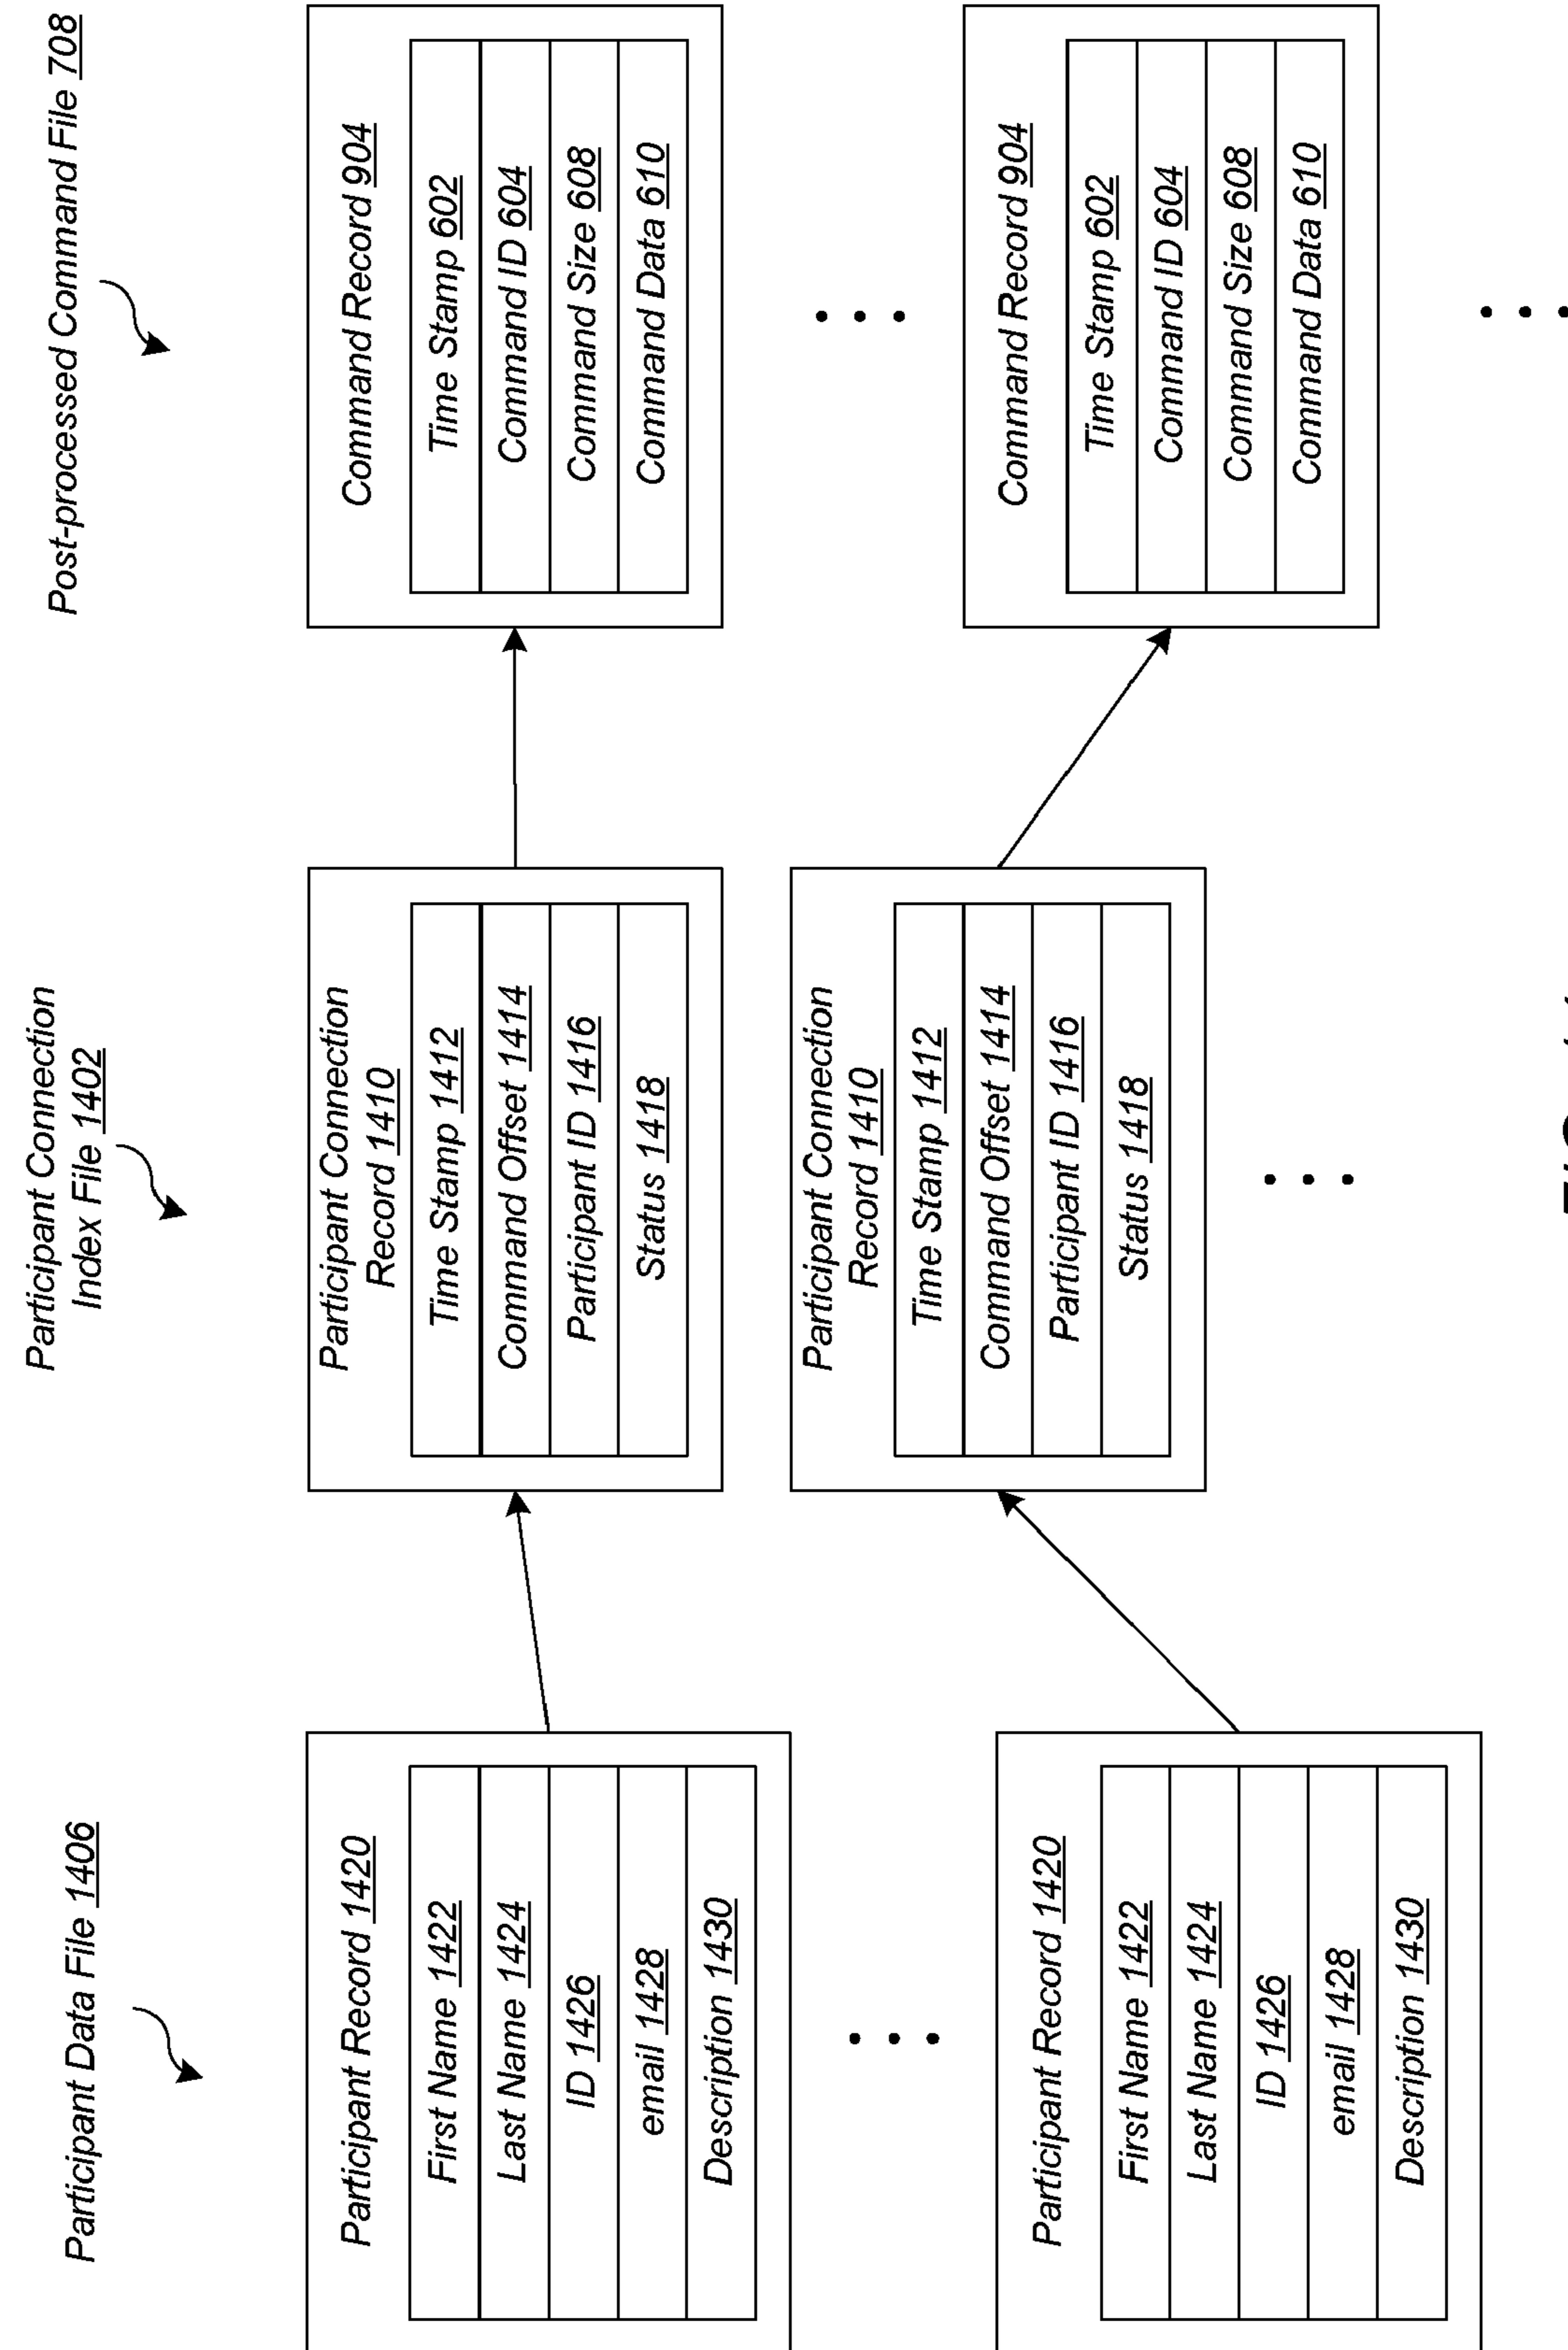 Participant Data File 1406
Participant Record 1420
First Name 1422
Last Name 1424
ID 1426
email 1428
Description 1430
Participant Record 1420
First Name 1422
Last Name 1424
ID 1426
email 1428
Description 1430
Participant Connection
Index File 1402
Participant Connection
Record 1410
Time Stamp 1412
Command Offset 1414
Participant ID 1416
Status 1418
Participant Connection
Record 1410
Time Stamp 1412
Command Offset 1414
Participant ID 1416
Status 1418
Post-processed Command File 708
Command Record 904
Time Stamp 602
Command ID 604
Command Size 608
Command Data 610
Command Record 904
Time Stamp 602
Command ID 604
Command Size 608
Command Data 610